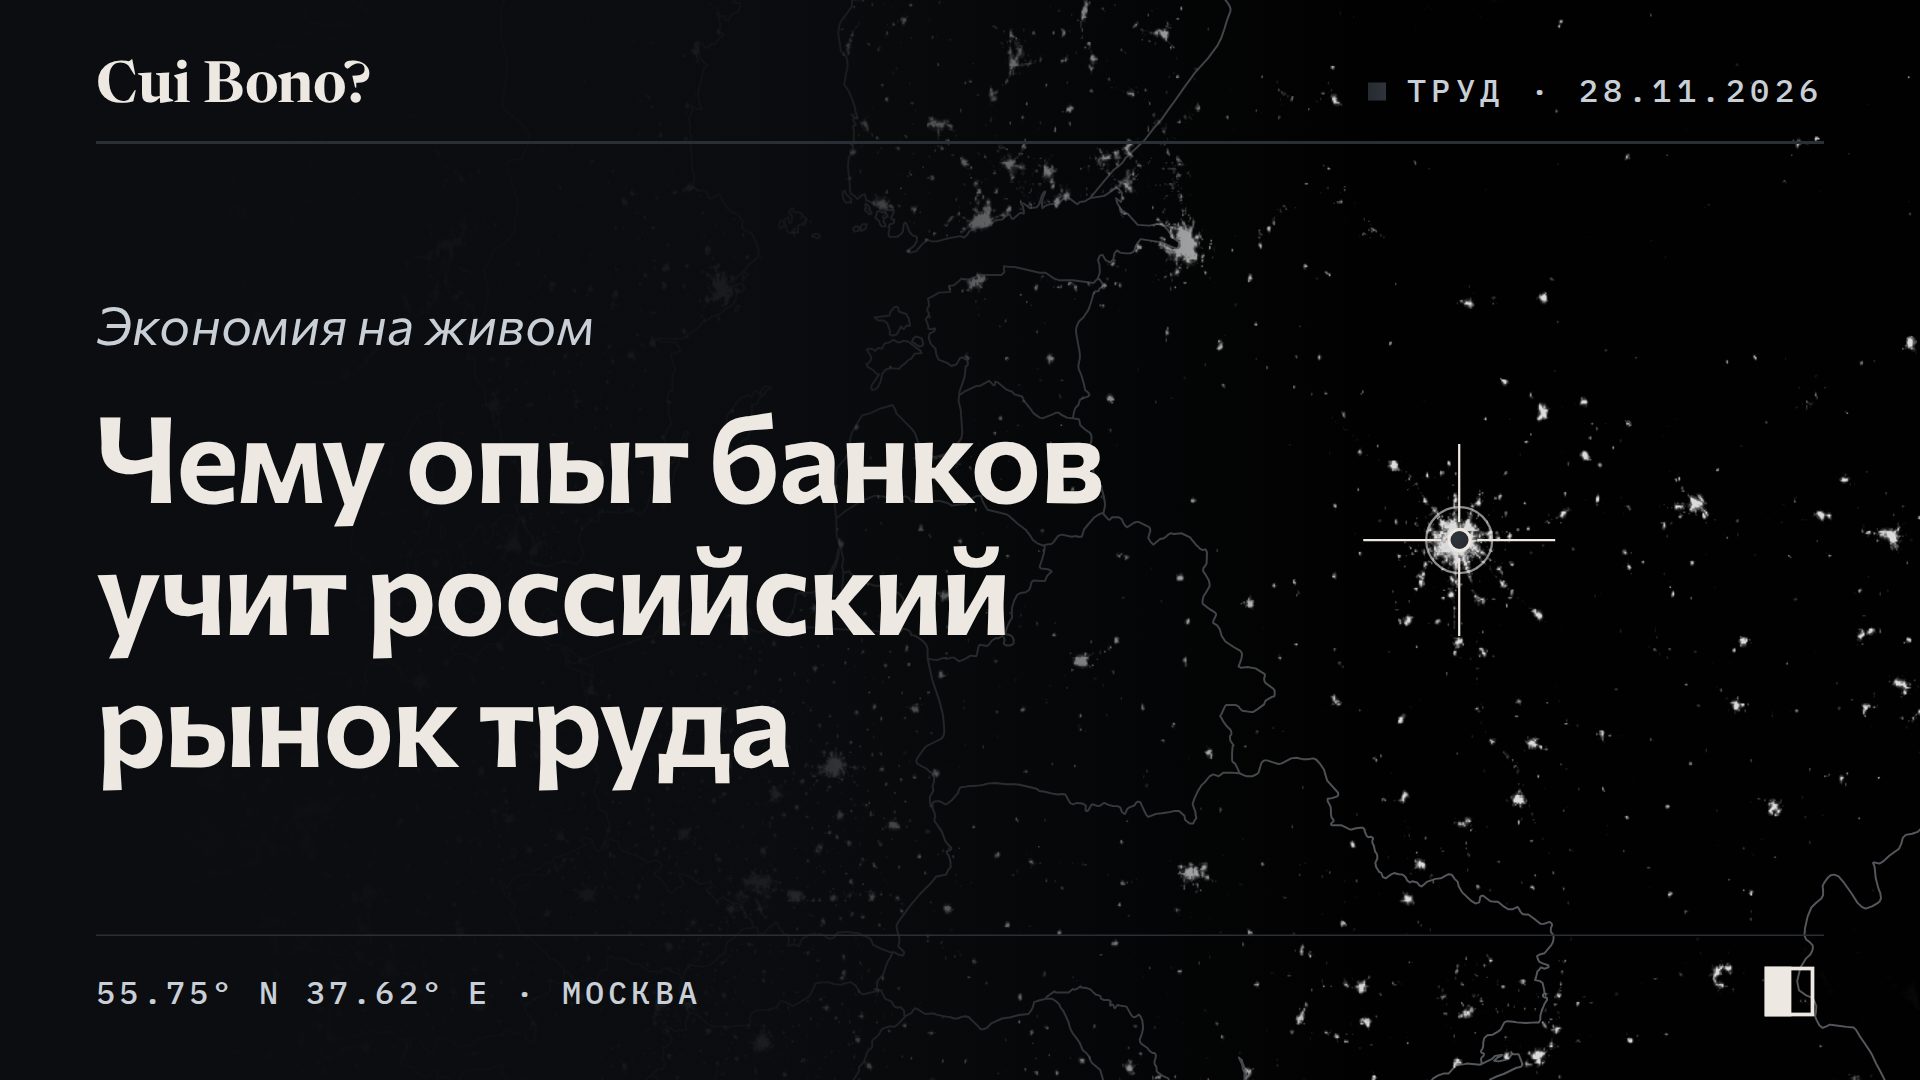 Cui Bono?
ТРУД · 28.11.2026
Экономия на живом
Чему опыт банков
учит российский
рынок труда
55.75° N 37.62° E · МОСКВА